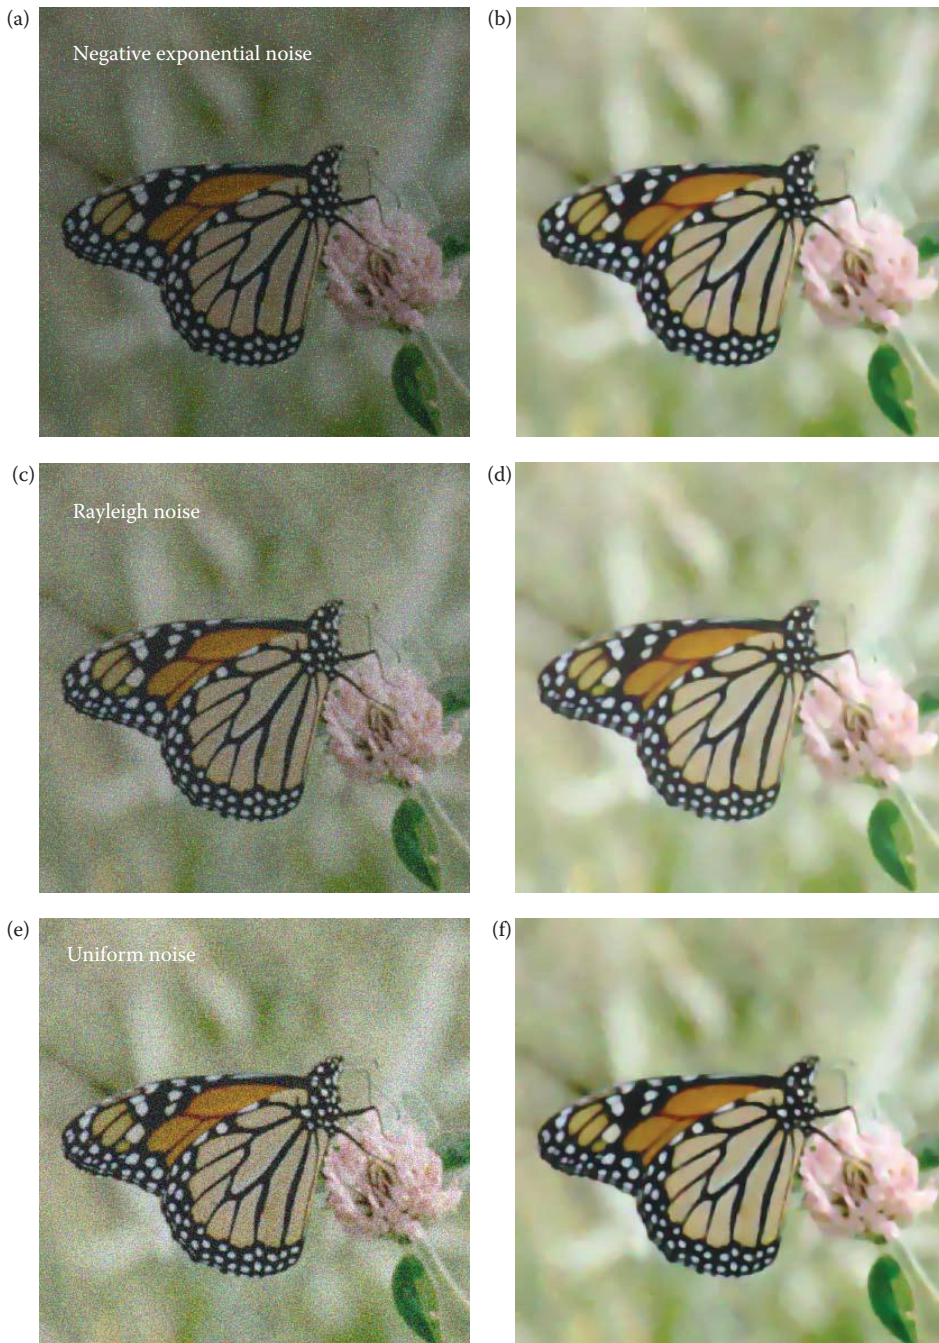 (a)
Negative exponential noise
(b)
(c)
Rayleigh noise
(d)
(e)
Uniform noise
(f)